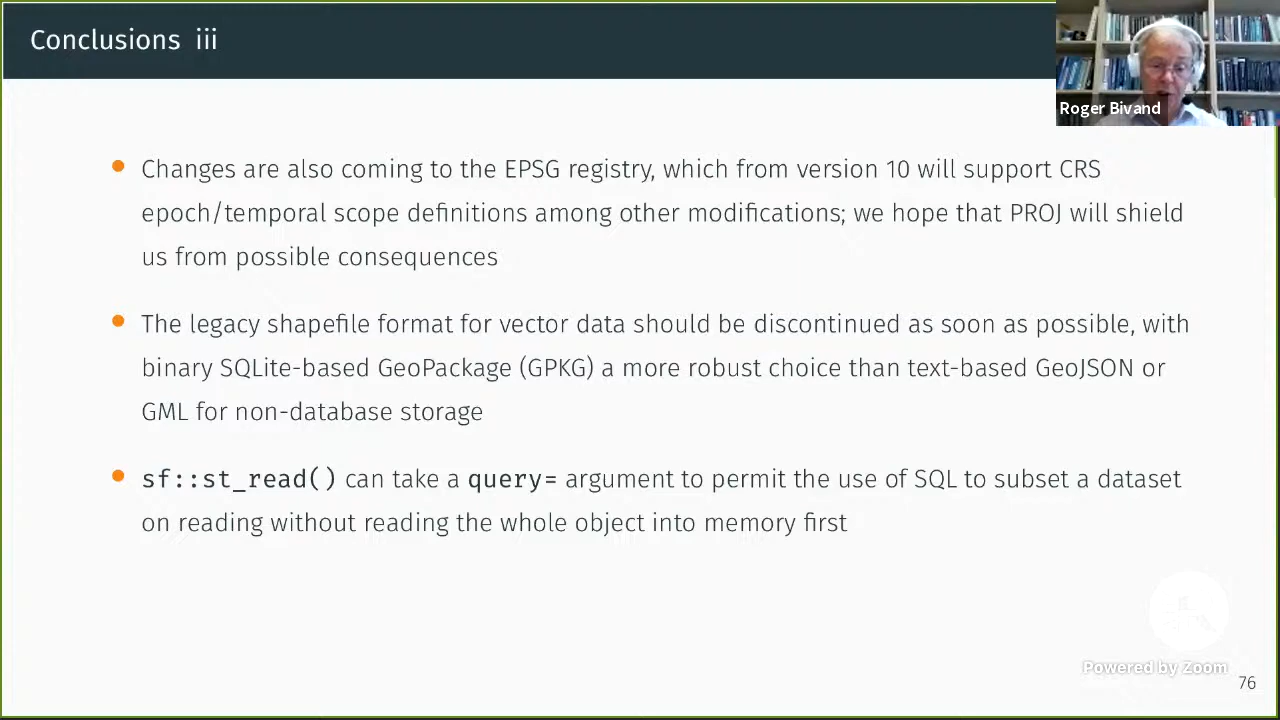 Conclusions iii
Roger Bivand
Changes are also coming to the EPSG registry, which from version 10 will support CRS
epoch/temporal scope definitions among other modifications; we hope that PROJ will shield
us from possible consequences
The legacy shapefile format for vector data should be discontinued as soon as possible, with
binary SQLite-based GeoPackage (GPKG) a more robust choice than text-based GeoJSON or
GML for non-database storage
sf::st_read() can take a query= argument to permit the use of SQL to subset a dataset
on reading without reading the whole object into memory first
Powered by Zoom
76